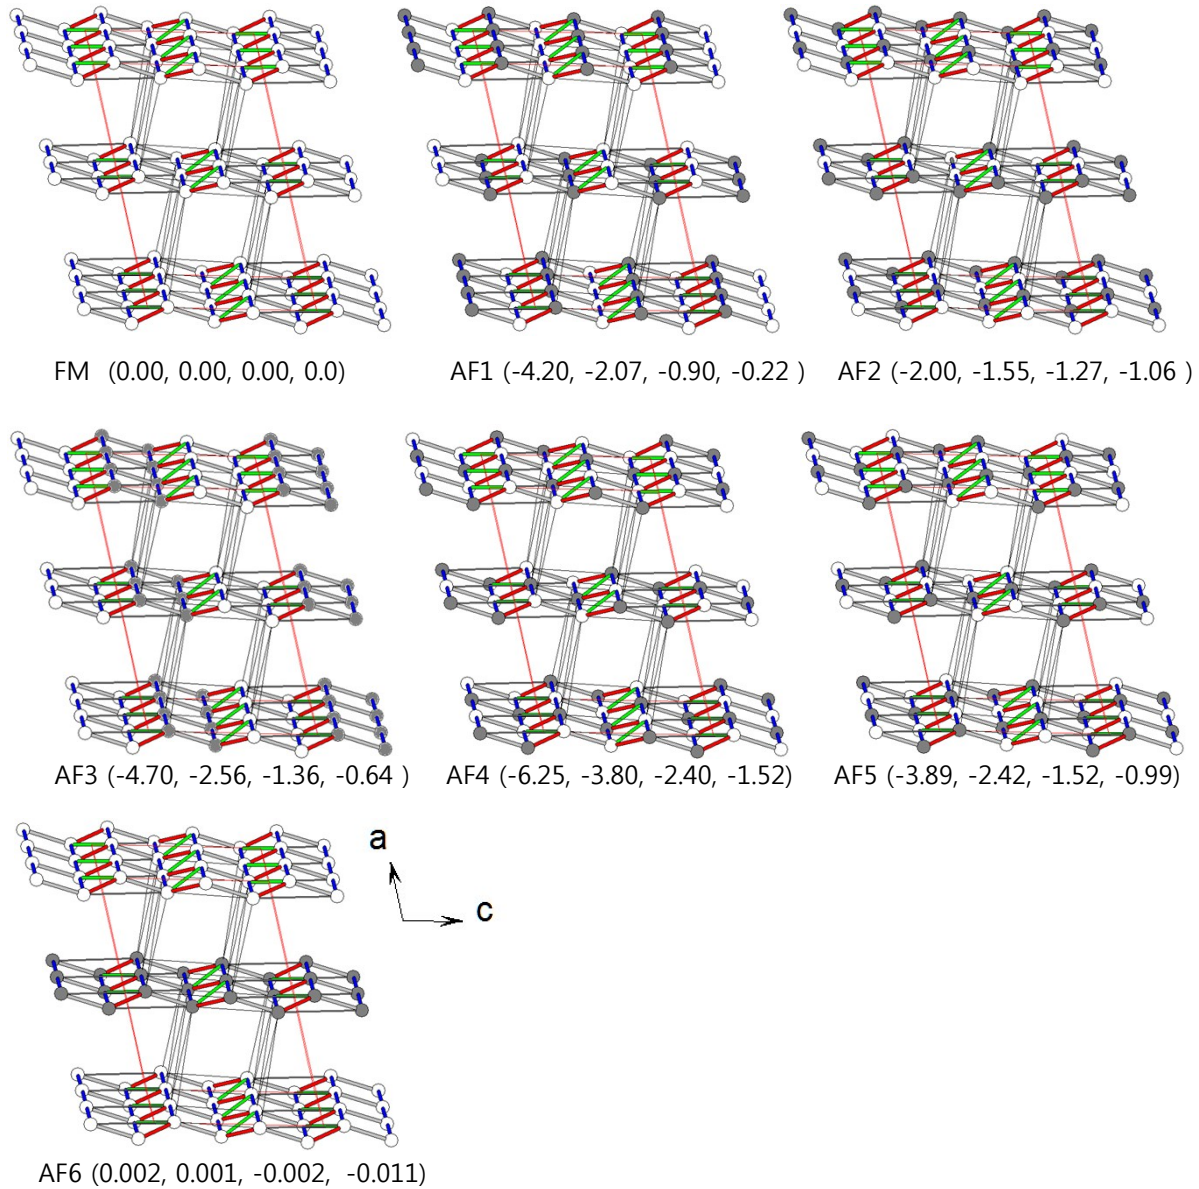 FM (0.00, 0.00, 0.00, 0.0)
AF1 (-4.20, -2.07, -0.90, -0.22 )
AF2 (-2.00, -1.55, -1.27, -1.06 )
AF3 (-4.70, -2.56, -1.36, -0.64 )
AF4 (-6.25, -3.80, -2.40, -1.52)
AF5 (-3.89, -2.42, -1.52, -0.99)
a
c
AF6 (0.002, 0.001, -0.002, -0.011)